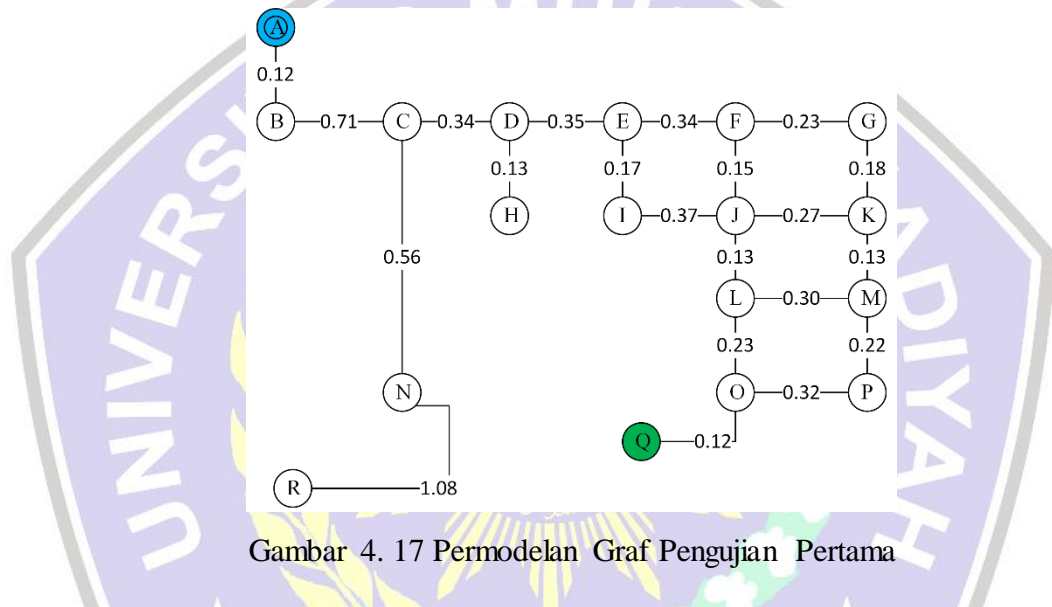 A
0.12
B 0.71 C 0.34 D 0.35 E 0.34 F 0.23 G
0.13 0.17 0.15 0.18
H I 0.37 J 0.27 K
0.56 0.13 0.13
L 0.30 M
0.23 0.22
N O 0.32 P
Q 0.12
R 1.08
Gambar 4. 17 Permodelan Graf Pengujian Pertama